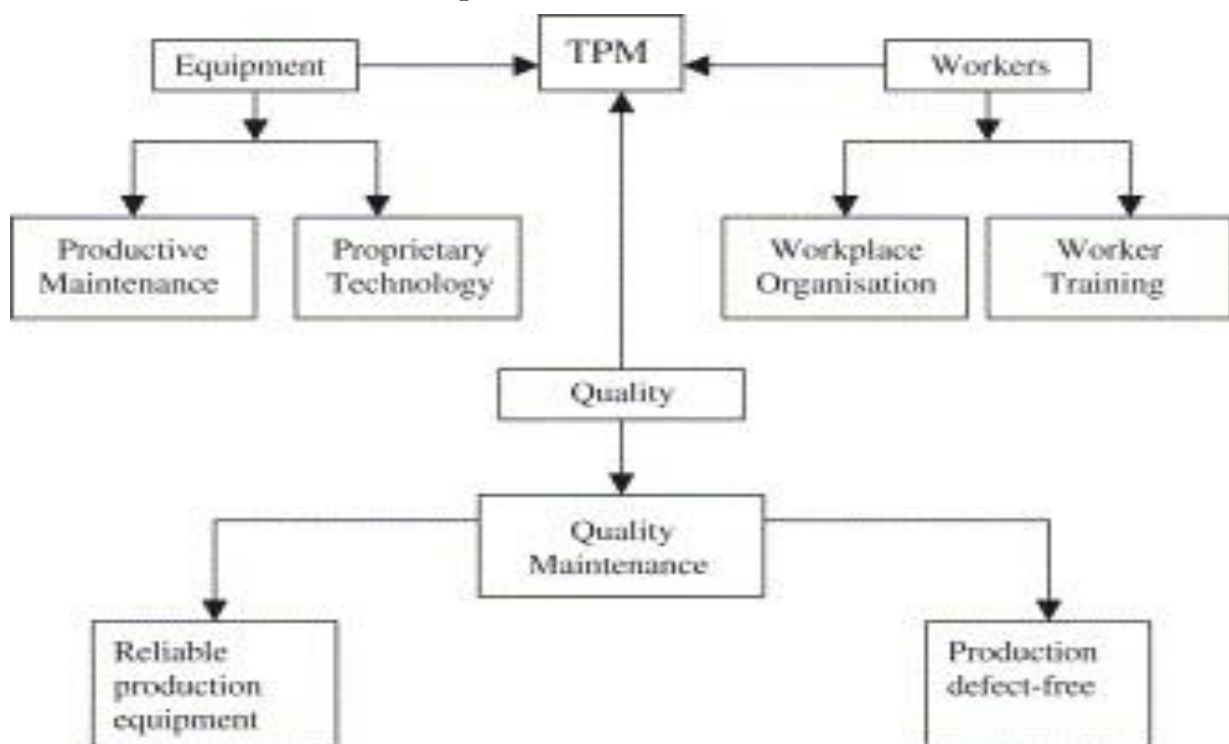 TPM
Equipment
Workers
Productive
Maintenance
Proprietary
Technology
Workplace
Organisation
Worker
Training
Quality
Quality
Maintenance
Reliable
production
equipment
Production
defect-free